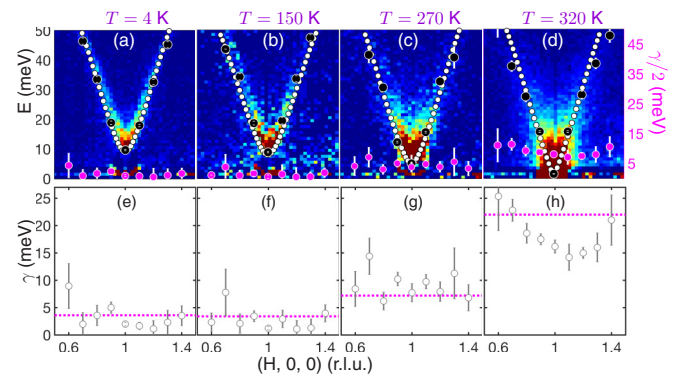 T = 4 K T = 150 K T = 270 K T = 320 K
(a) (b) (c) (d)
50
40
30
20
10
0
E (meV)
45
35
25
15
5
γ/2 (meV)
(e) (f) (g) (h)
25
20
15
10
5
0
γ (meV)
0.6 1 1.4 0.6 1 1.4 0.6 1 1.4 0.6 1 1.4
(H, 0, 0) (r.l.u.)